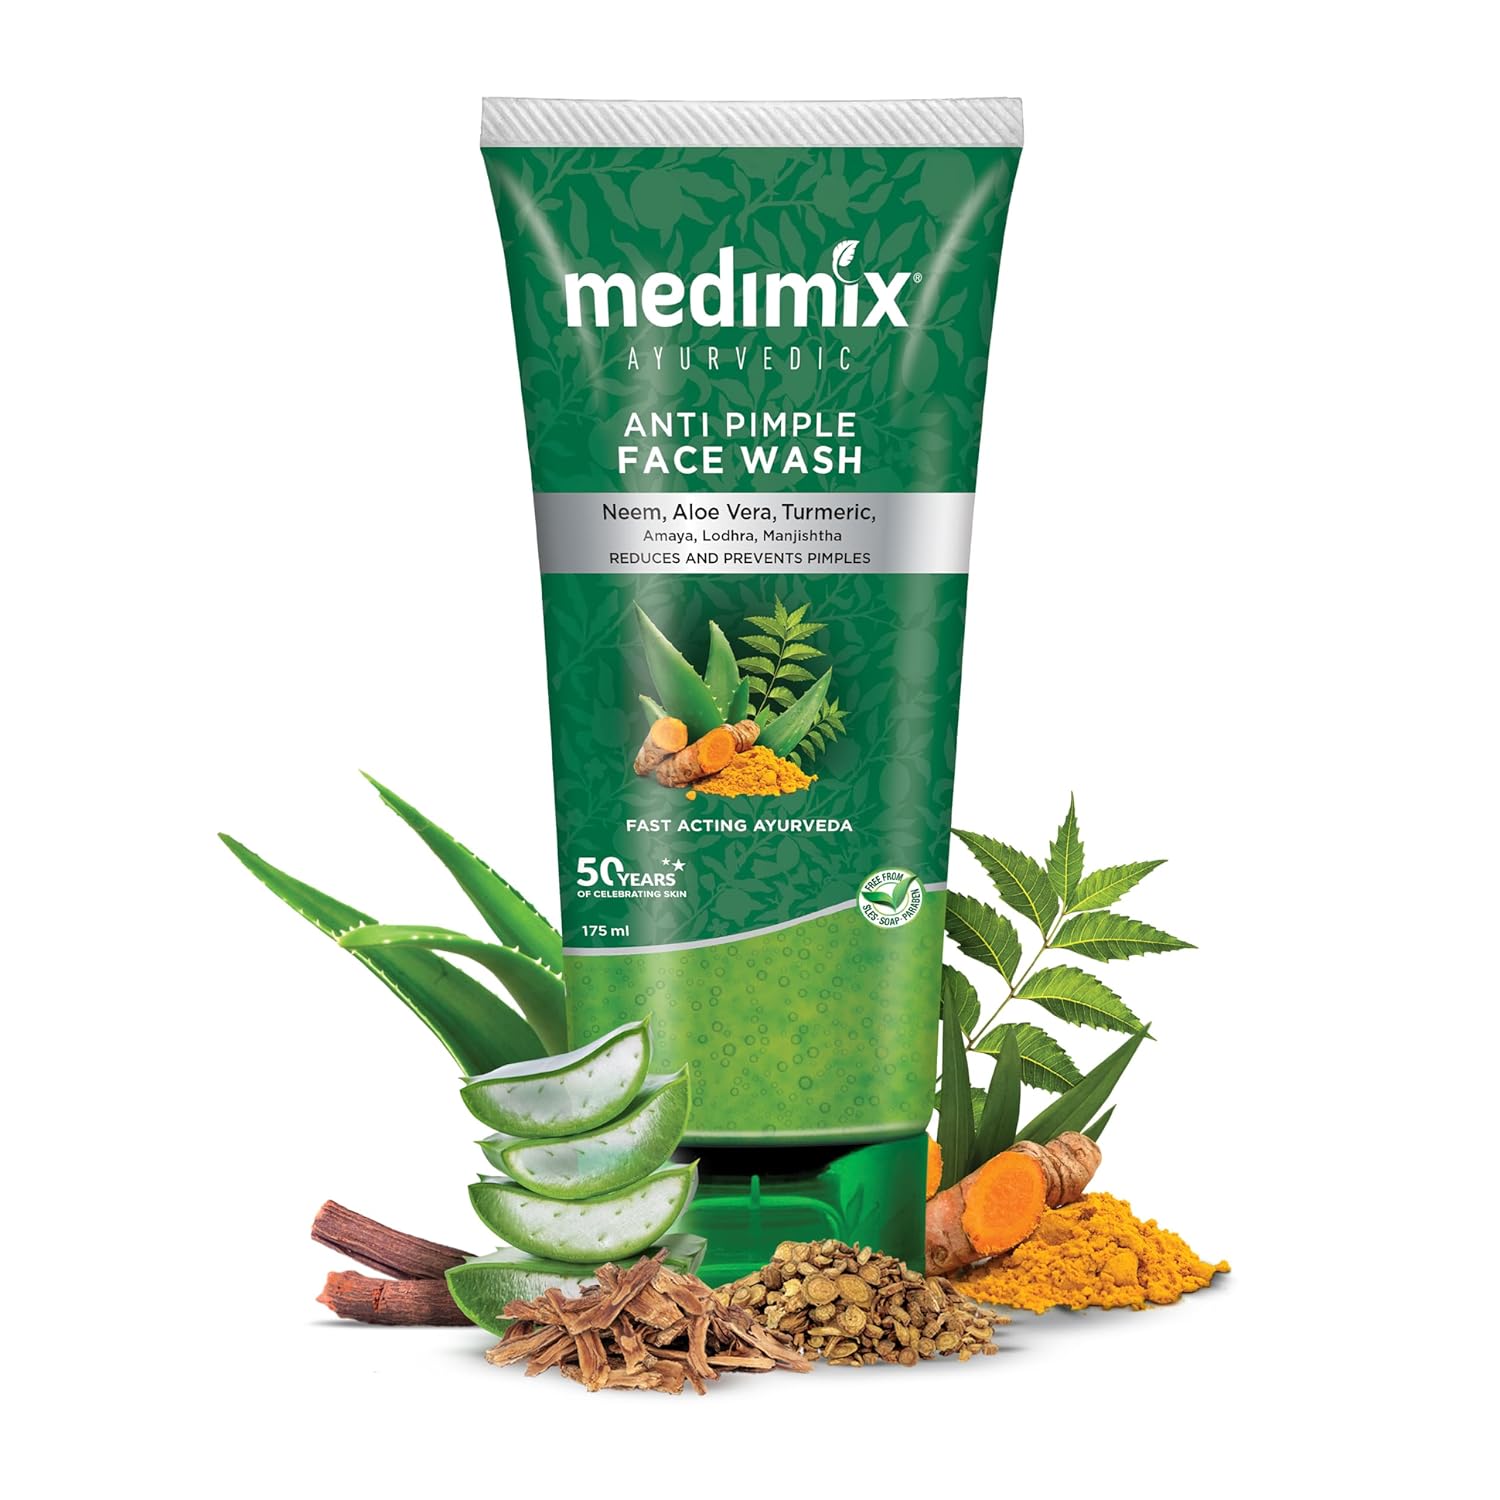 medimix®
AYURVEDIC
ANTI PIMPLE
FACE WASH
Neem, Aloe Vera, Turmeric,
Amaya, Lodhra, Manjishtha
REDUCES AND PREVENTS PIMPLES
FAST ACTING AYURVEDA
50 YEARS
OF CELEBRATING SKIN
175 ml
FREE FROM
SLES - SOAP - PARABEN